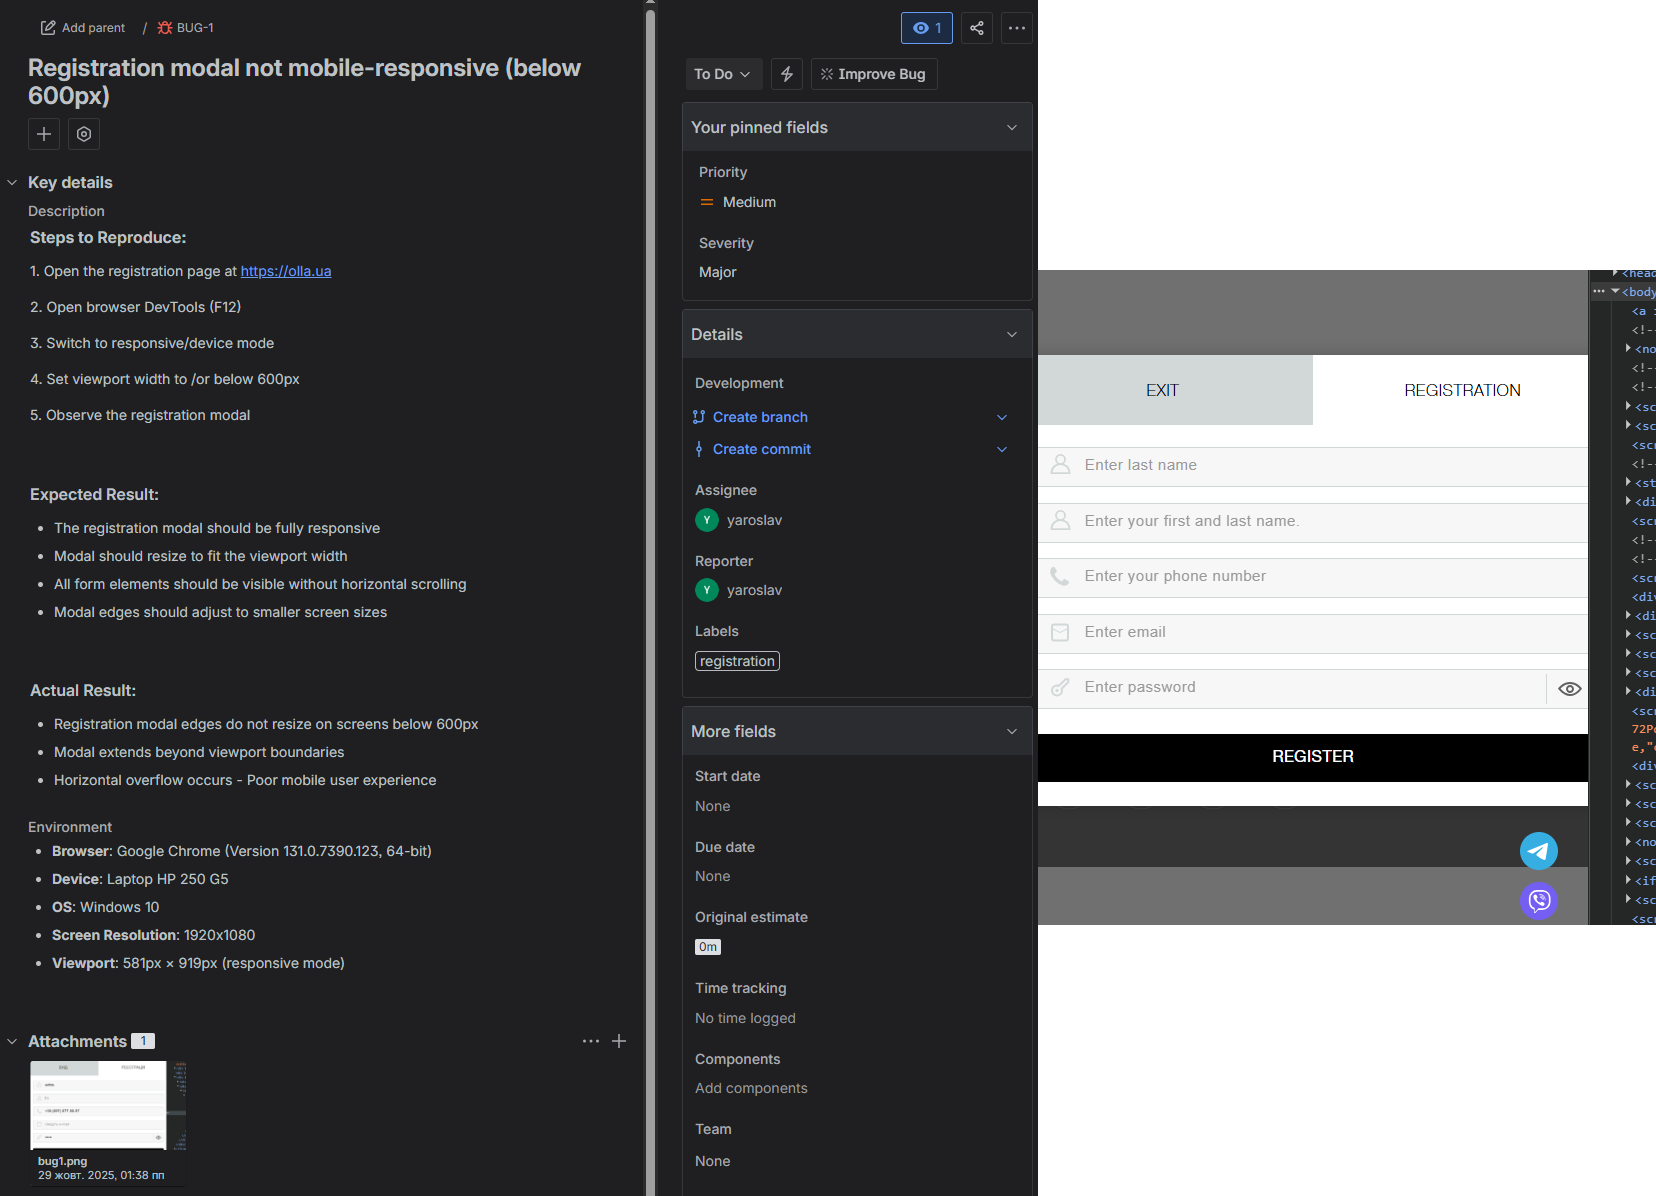 Add parent / BUG-1
Registration modal not mobile-responsive (below
600px)
Key details
Description
Steps to Reproduce:
1. Open the registration page at https://olla.ua
2. Open browser DevTools (F12)
3. Switch to responsive/device mode
4. Set viewport width to /or below 600px
5. Observe the registration modal
Expected Result:
• The registration modal should be fully responsive
• Modal should resize to fit the viewport width
• All form elements should be visible without horizontal scrolling
• Modal edges should adjust to smaller screen sizes
Actual Result:
• Registration modal edges do not resize on screens below 600px
• Modal extends beyond viewport boundaries
• Horizontal overflow occurs - Poor mobile user experience
Environment
• Browser: Google Chrome (Version 131.0.7390.123, 64-bit)
• Device: Laptop HP 250 G5
• OS: Windows 10
• Screen Resolution: 1920x1080
• Viewport: 581px × 919px (responsive mode)
Attachments 1
bug1.png
29 жовт. 2025, 01:38 пп
1
To Do
Improve Bug
Your pinned fields
Priority
Medium
Severity
Major
Details
Development
Create branch
Create commit
Assignee
Y yaroslav
Reporter
Y yaroslav
Labels
registration
More fields
Start date
None
Due date
None
Original estimate
0m
Time tracking
No time logged
Components
Add components
Team
None
EXIT
REGISTRATION
Enter last name
Enter your first and last name.
Enter your phone number
Enter email
Enter password
REGISTER
<head
<body
<a
<!--
<no
<!--
<!--
<sc
<sc
<scr
<!--
<st
<di
<scr
<!--
<!--
<scr
<div
<di
<sc
<sc
<sc
<di
<scr
72P
e,"
<div
<sc
<sc
<sc
<no
<sc
<if
<sc
<scr